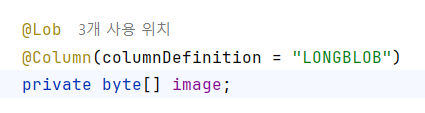 @Lob 3개 사용 위치
@Column(columnDefinition = "LONGBLOB")
private byte[] image;